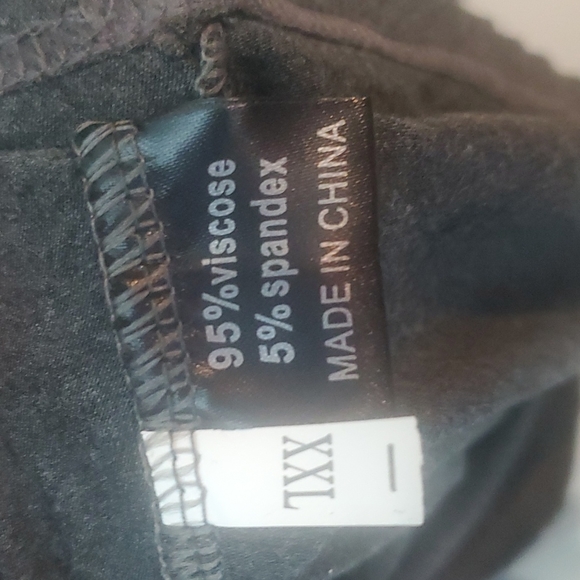 95%viscose
5%spandex
MADE IN CHINA
XXL